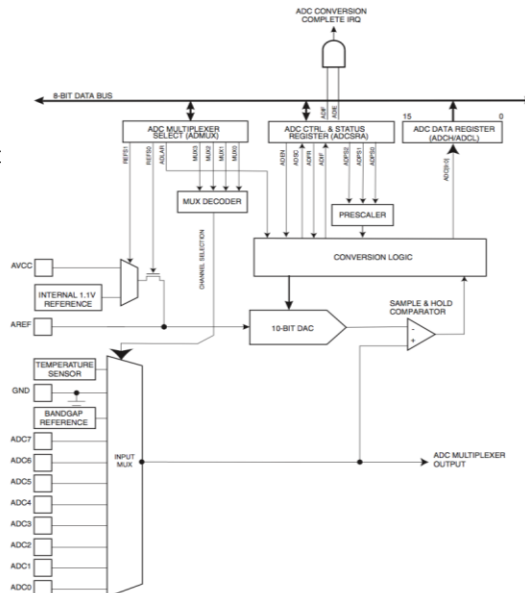 ADC CONVERSION
COMPLETE IRQ
8-BIT DATA BUS
ADIF
ADIE
15
0
ADC MULTIPLEXER
SELECT (ADMUX)
ADC CTRL. & STATUS
REGISTER (ADCSRA)
ADC DATA REGISTER
(ADCH/ADCL)
REFS1
REFS0
ADLAR
MUX3
MUX2
MUX1
MUX0
ADEN
ADSC
ADFR
ADIF
ADPS2
ADPS1
ADPS0
ADC[9:0]
MUX DECODER
PRESCALER
CHANNEL SELECTION
CONVERSION LOGIC
AVCC
INTERNAL 1.1V
REFERENCE
SAMPLE & HOLD
COMPARATOR
AREF
10-BIT DAC
-
+
TEMPERATURE
SENSOR
GND
BANDGAP
REFERENCE
ADC7
ADC6
INPUT
MUX
ADC MULTIPLEXER
OUTPUT
ADC5
ADC4
ADC3
ADC2
ADC1
ADC0